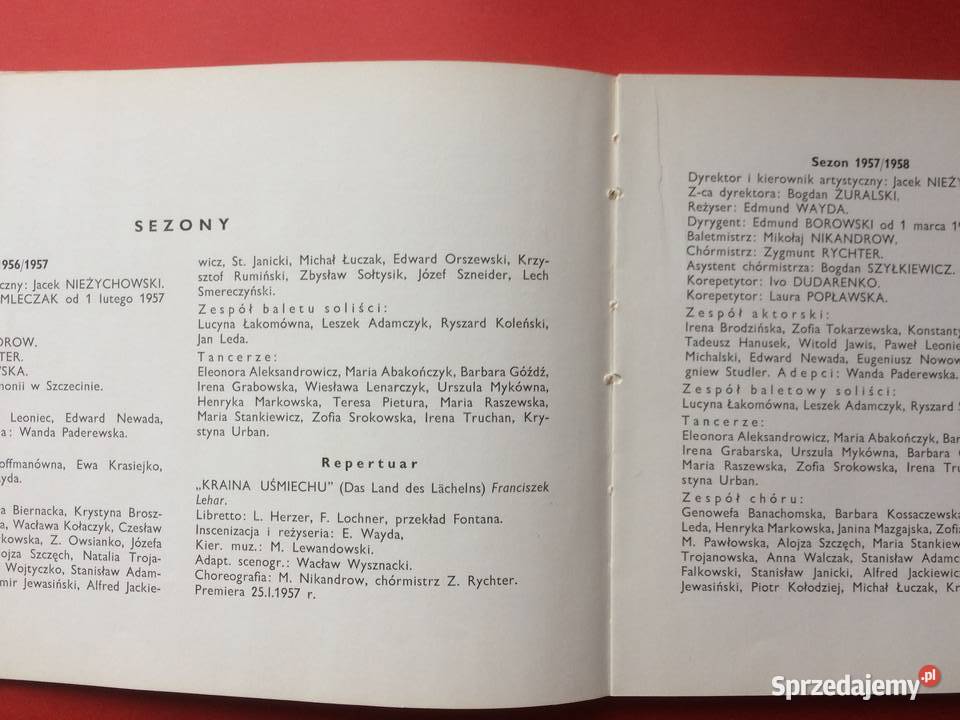 SEZONY
1956/1957
czny: Jacek NIEŻYCHOWSKI.
MLECZAK od 1 lutego 1957
DROW.
TER.
WSKA.
monii w Szczecinie.
Leoniec, Edward Newada,
a: Wanda Paderewska.
offmanówna, Ewa Krasiejko,
yda.
a Biernacka, Krystyna Brosz-
a, Wacława Kołaczyk, Czesław
kowska, Z. Owsianko, Józefa
lojza Szczęch, Natalia Troja-
Wojtyczko, Stanisław Adam-
mir Jewasiński, Alfred Jackie-
wicz, St. Janicki, Michał Łuczak, Edward Orszewski, Krzy-
sztof Rumiński, Zbysław Sołtysik, Józef Szneider, Lech
Smereczyński.
Zespół baletu soliści:
Lucyna Łakomówna, Leszek Adamczyk, Ryszard Koleński,
Jan Leda.
Tancerze:
Eleonora Aleksandrowicz, Maria Abakończyk, Barbara Góźdź,
Irena Grabowska, Wiesława Lenarczyk, Urszula Mykówna,
Henryka Markowska, Teresa Pietura, Maria Raszewska,
Maria Stankiewicz, Zofia Srokowska, Irena Truchan, Kry-
styna Urban.
Repertuar
„KRAINA UŚMIECHU” (Das Land des Lächelns) Franciszek
Lehar.
Libretto: L. Herzer, F. Lochner, przekład Fontana.
Inscenizacja i reżyseria: E. Wayda,
Kier. muz.: M. Lewandowski.
Adapt. scenogr.: Wacław Wysznacki.
Choreografia: M. Nikandrow, chórmistrz Z. Rychter.
Premiera 25.I.1957 r.
Sezon 1957/1958
Dyrektor i kierownik artystyczny: Jacek NIEŻ
Z-ca dyrektora: Bogdan ŻURALSKI.
Reżyser: Edmund WAYDA.
Dyrygent: Edmund BOROWSKI od 1 marca 19
Baletmistrz: Mikołaj NIKANDROW,
Chórmistrz: Zygmunt RYCHTER.
Asystent chórmistrza: Bogdan SZYŁKIEWICZ.
Korepetytor: Ivo DUDARENKO.
Korepetytor: Laura POPŁAWSKA.
Zespół aktorski:
Irena Brodzińska, Zofia Tokarzewska, Konstanty
Tadeusz Hanusek, Witold Jawis, Paweł Leonie
Michalski, Edward Newada, Eugeniusz Nowow
gniew Studler. Adepci: Wanda Paderewska.
Zespół baletowy soliści:
Lucyna Łakomówna, Leszek Adamczyk, Ryszard
Tancerze:
Eleonora Aleksandrowicz, Maria Abakończyk, Bar
Irena Grabarska, Urszula Mykówna, Barbara
Maria Raszewska, Zofia Srokowska, Irena Tru
styna Urban.
Zespół chóru:
Genowefa Banachomska, Barbara Kossaczewska
Leda, Henryka Markowska, Janina Mazgajska, Zofi
M. Pawłowska, Alojza Szczęch, Maria Stankiew
Trojanowska, Anna Walczak, Stanisław Adamc
Falkowski, Stanisław Janicki, Alfred Jackiewicz
Jewasiński, Piotr Kołodziej, Michał Łuczak, Kr
Sprzedajemy.pl